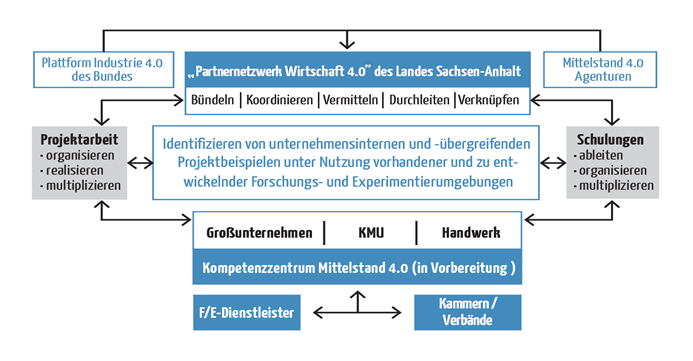 Plattform Industrie 4.0
des Bundes
„Partnernetzwerk Wirtschaft 4.0” des Landes Sachsen-Anhalt
Bündeln | Koordinieren | Vermitteln | Durchleiten | Verknüpfen
Mittelstand 4.0
Agenturen
Projektarbeit
· organisieren
· realisieren
· multiplizieren
Identifizieren von unternehmensinternen und -übergreifenden
Projektbeispielen unter Nutzung vorhandener und zu ent-
wickelnder Forschungs- und Experimentierumgebungen
Schulungen
· ableiten
· organisieren
· multiplizieren
Großunternehmen | KMU | Handwerk
Kompetenzzentrum Mittelstand 4.0 (in Vorbereitung )
F/E-Dienstleister
Kammern /
Verbände